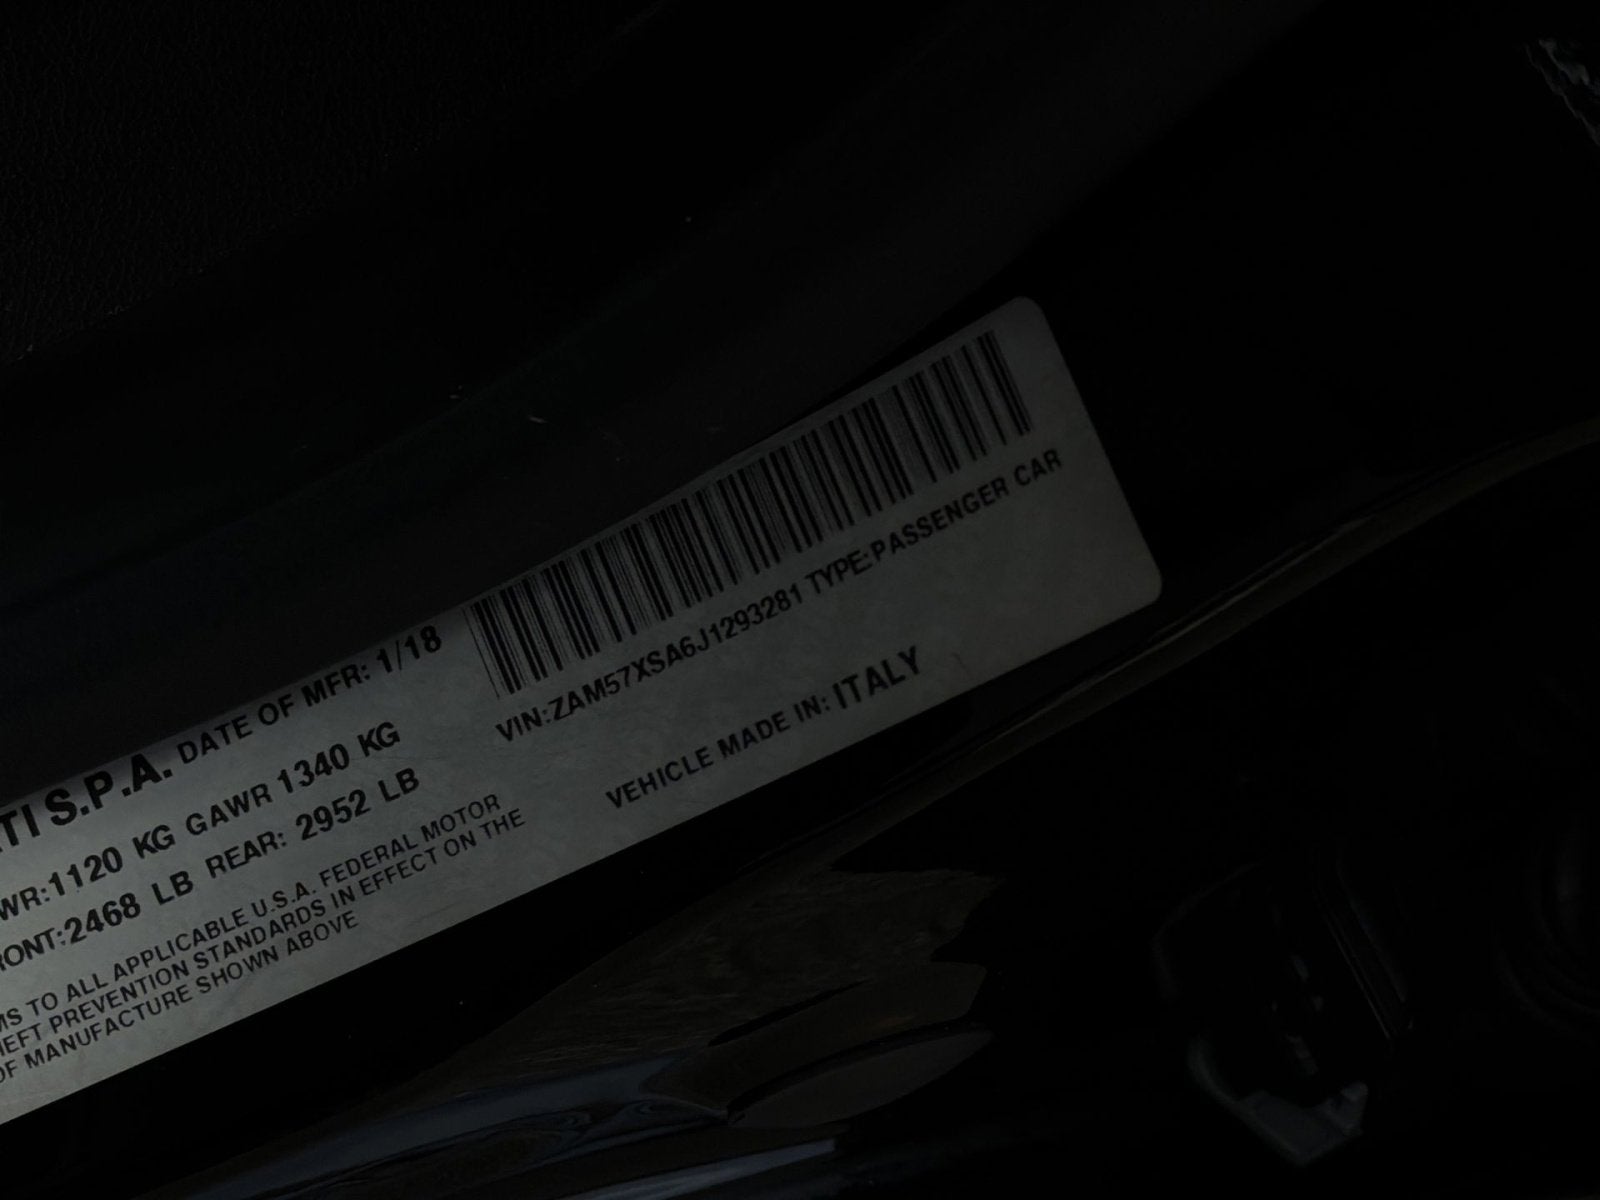 TI S.P.A. DATE OF MFR: 1/18
WR:1120 KG GAWR 1340 KG
RONT:2468 LB REAR: 2952 LB
MS TO ALL APPLICABLE U.S.A. FEDERAL MOTOR
HEFT PREVENTION STANDARDS IN EFFECT ON THE
OF MANUFACTURE SHOWN ABOVE
VIN:ZAM57XSA6J1293281 TYPE:PASSENGER CAR
VEHICLE MADE IN: ITALY